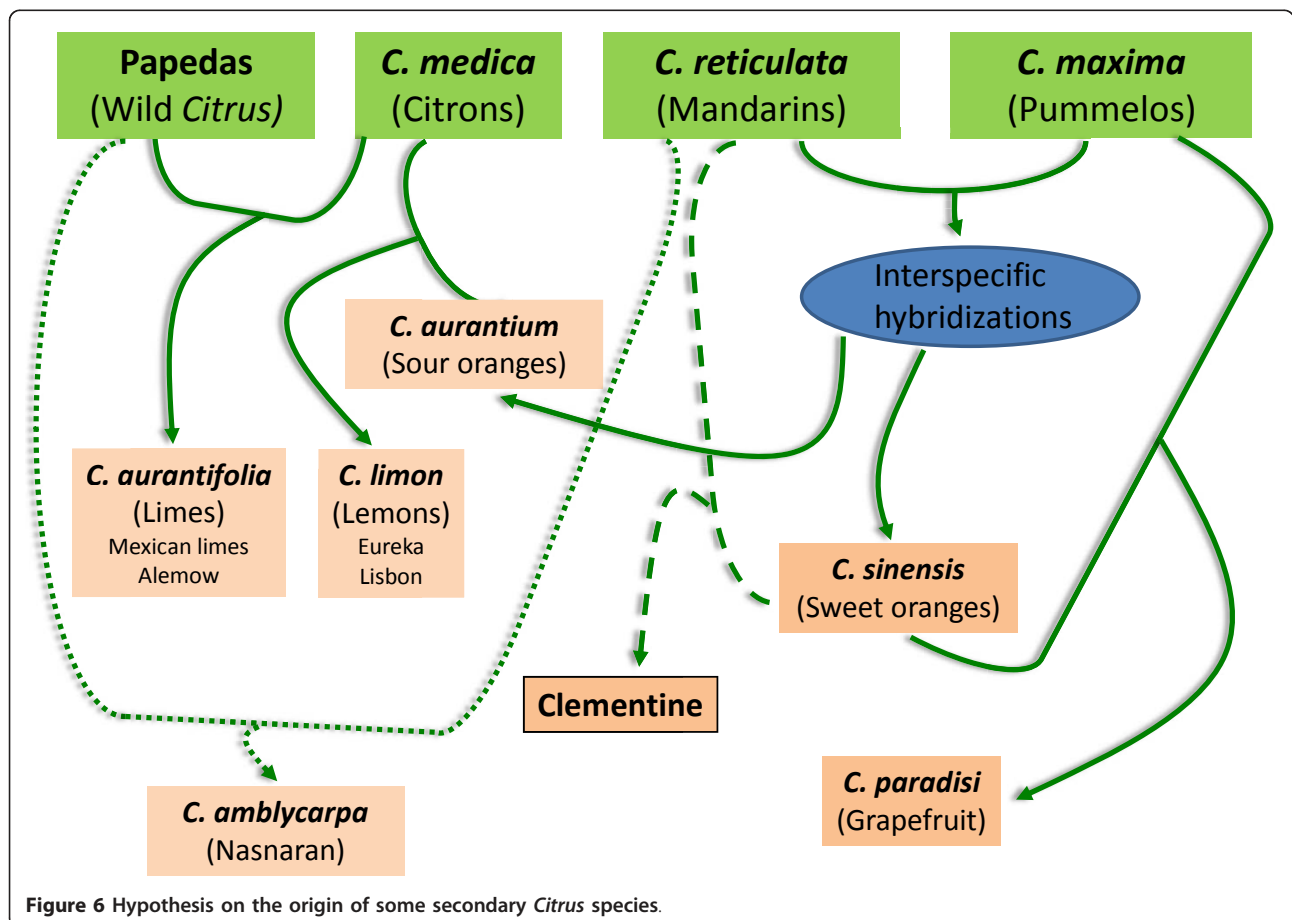 Papedas
(Wild Citrus)
C. medica
(Citrons)
C. reticulata
(Mandarins)
C. maxima
(Pummelos)
Interspecific
hybridizations
C. aurantium
(Sour oranges)
C. aurantifolia
(Limes)
Mexican limes
Alemow
C. limon
(Lemons)
Eureka
Lisbon
C. sinensis
(Sweet oranges)
Clementine
C. amblycarpa
(Nasnaran)
C. paradisi
(Grapefruit)
Figure 6 Hypothesis on the origin of some secondary Citrus species.